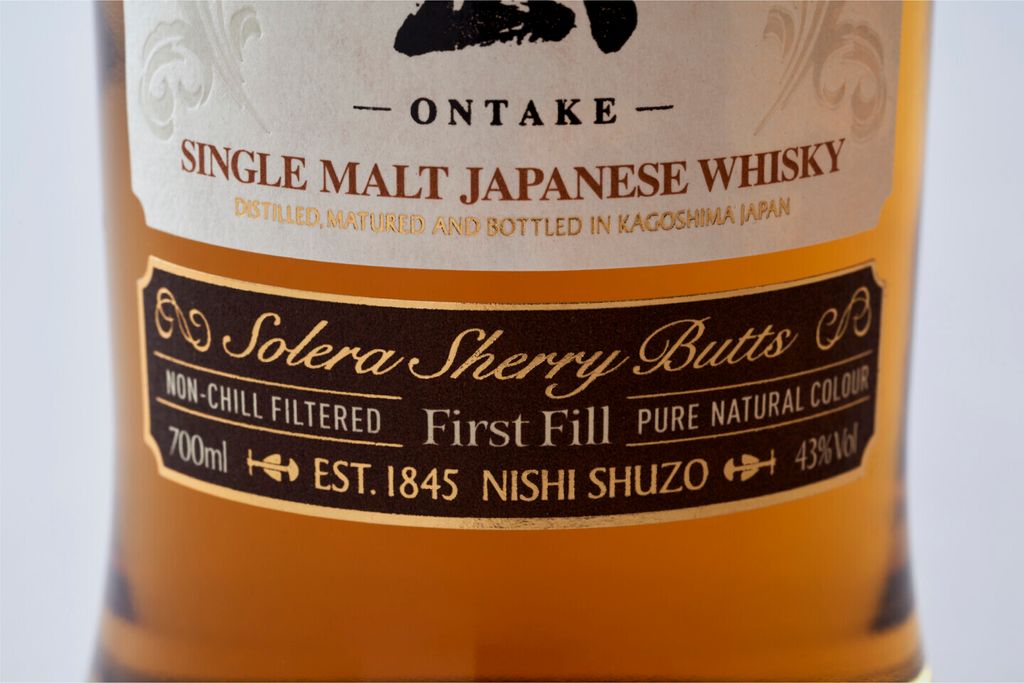 — ONTAKE —
SINGLE MALT JAPANESE WHISKY
DISTILLED, MATURED AND BOTTLED IN KAGOSHIMA JAPAN
Solera Sherry Butts
NON-CHILL FILTERED First Fill PURE NATURAL COLOUR
700ml EST. 1845 NISHI SHUZO 43%Vol